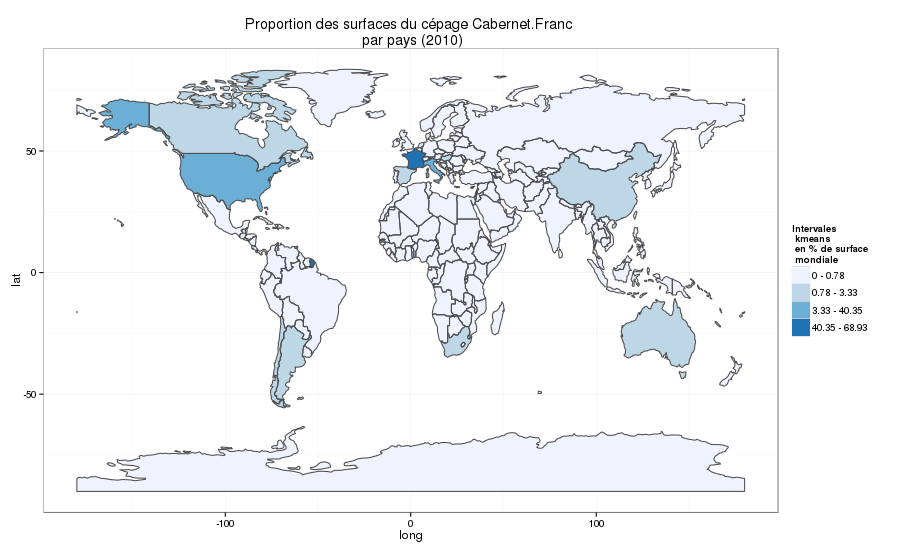 Proportion des surfaces du cépage Cabernet.Franc
par pays (2010)
50
0
-50
lat
-100
0
100
long
Intervales
kmeans
en % de surface
mondiale
0 - 0.78
0.78 - 3.33
3.33 - 40.35
40.35 - 68.93